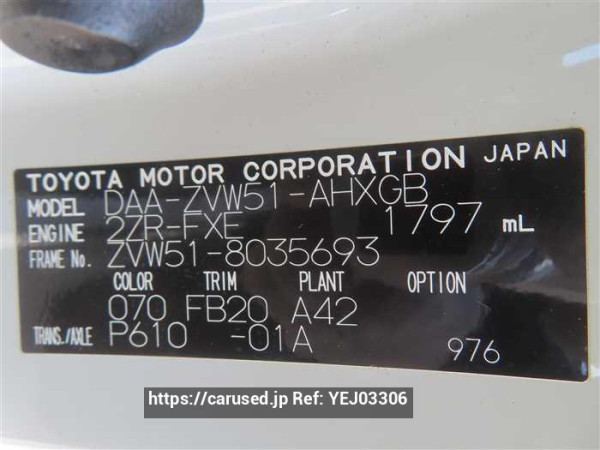 TOYOTA MOTOR CORPORATION JAPAN
MODEL DAA-ZVW51-AHXGB
ENGINE 2ZR-FXE 1797 mL
FRAME No. ZVW51-8035693
COLOR TRIM PLANT OPTION
070 FB20 A42
TRANS./AXLE P610 -01A 976
https://carused.jp Ref: YEJ03306